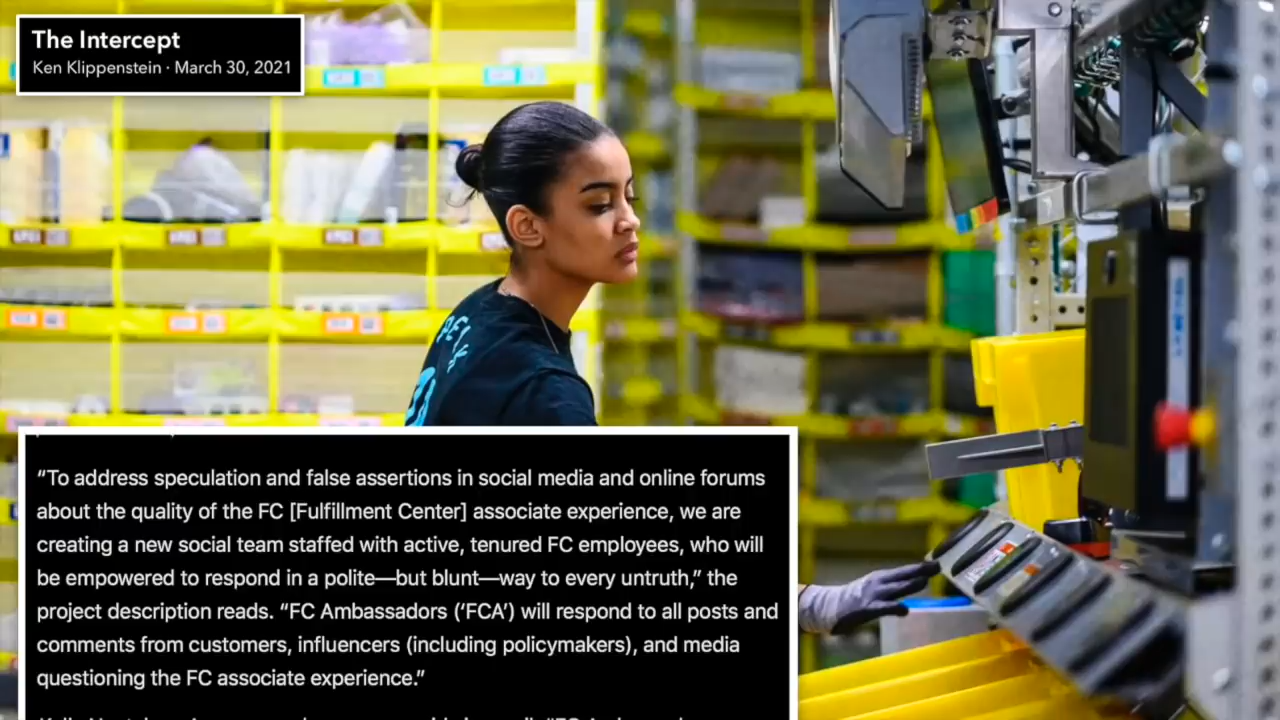 The Intercept
Ken Klippenstein · March 30, 2021
“To address speculation and false assertions in social media and online forums
about the quality of the FC [Fulfillment Center] associate experience, we are
creating a new social team staffed with active, tenured FC employees, who will
be empowered to respond in a polite—but blunt—way to every untruth,” the
project description reads. “FC Ambassadors (‘FCA’) will respond to all posts and
comments from customers, influencers (including policymakers), and media
questioning the FC associate experience.”